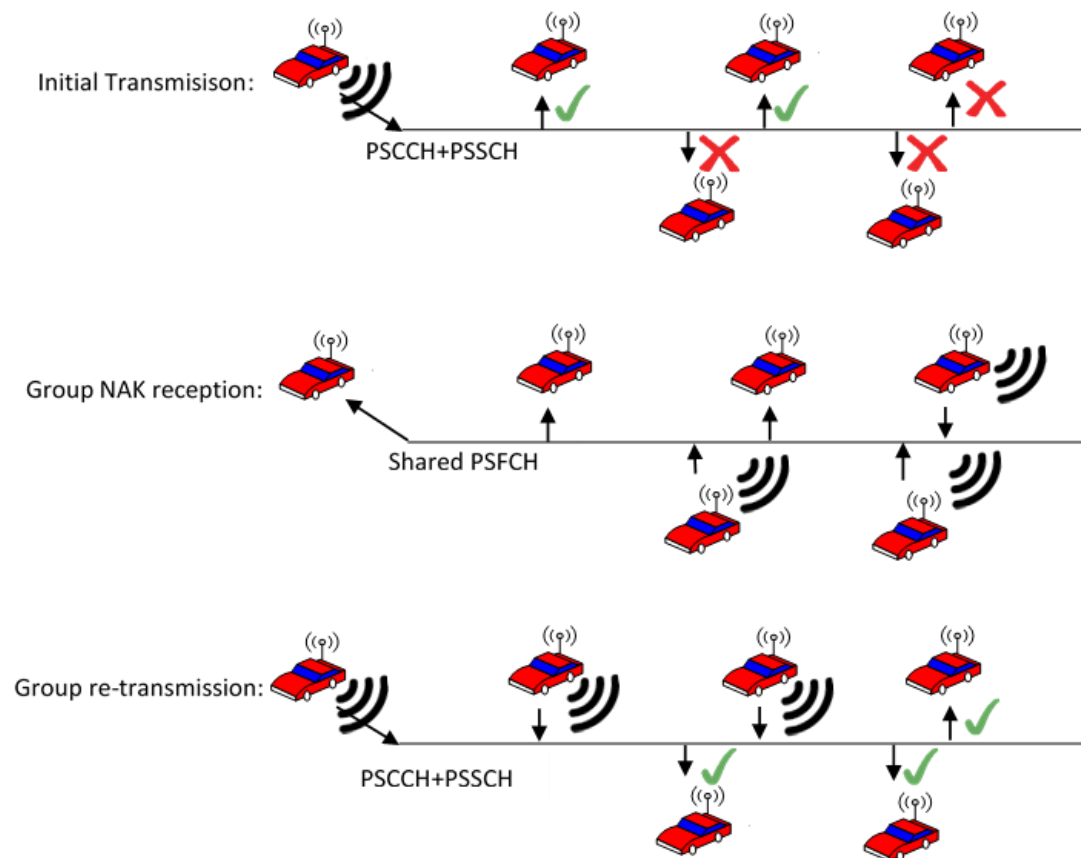 Initial Transmisison:
PSCCH+PSSCH
Group NAK reception:
Shared PSFCH
Group re-transmission:
PSCCH+PSSCH